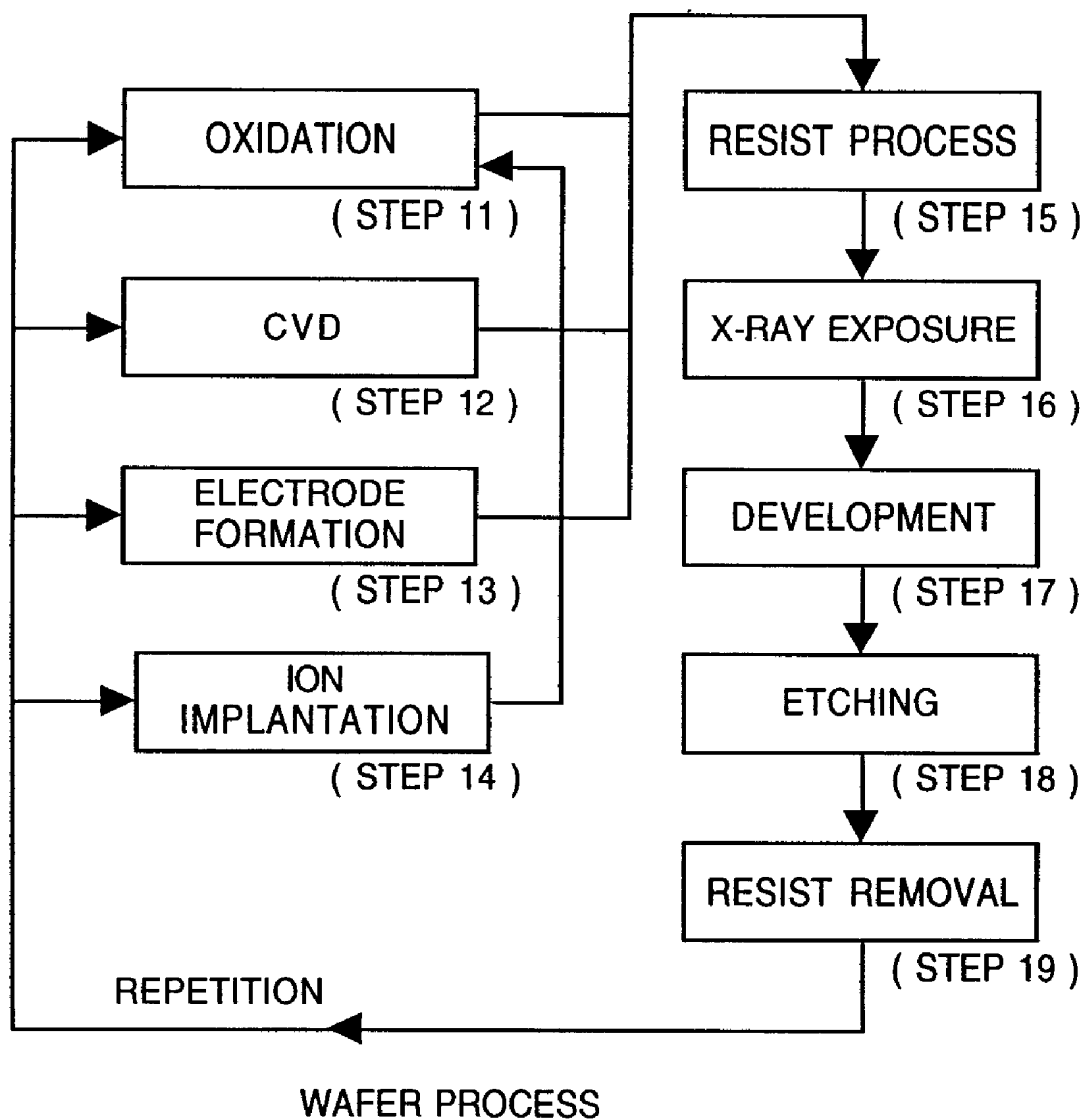 OXIDATION
( STEP 11 )
CVD
( STEP 12 )
ELECTRODE
FORMATION
( STEP 13 )
ION
IMPLANTATION
( STEP 14 )
RESIST PROCESS
( STEP 15 )
X-RAY EXPOSURE
( STEP 16 )
DEVELOPMENT
( STEP 17 )
ETCHING
( STEP 18 )
RESIST REMOVAL
( STEP 19 )
REPETITION
WAFER PROCESS